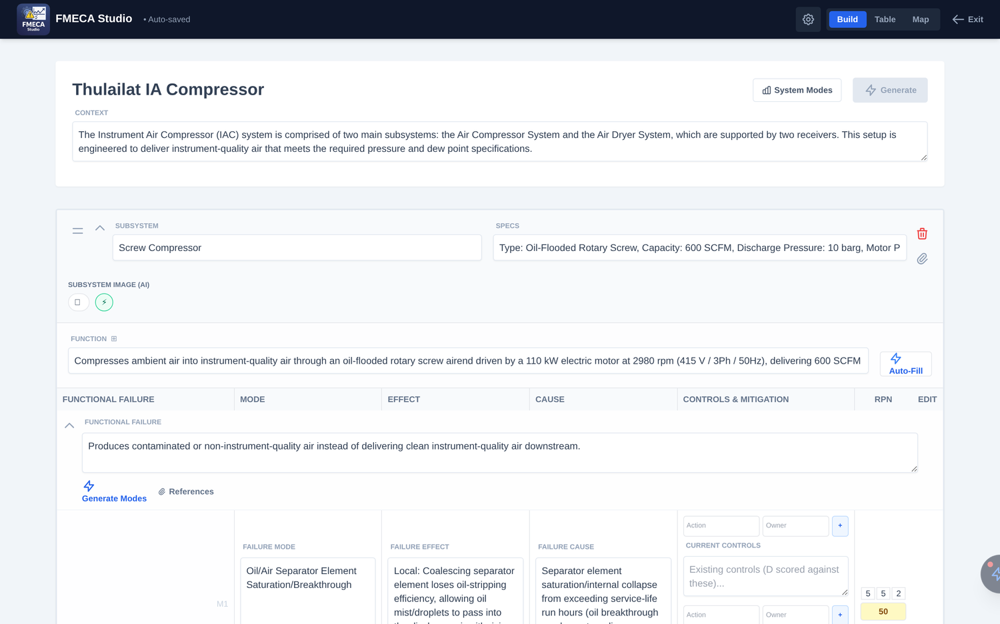 FMECA
Studio
FMECA Studio
• Auto-saved
Build
Table
Map
Exit
Thulailat IA Compressor
System Modes
Generate
CONTEXT
The Instrument Air Compressor (IAC) system is comprised of two main subsystems: the Air Compressor System and the Air Dryer System, which are supported by two receivers. This setup is
engineered to deliver instrument-quality air that meets the required pressure and dew point specifications.
SUBSYSTEM
SPECS
Screw Compressor
Type: Oil-Flooded Rotary Screw, Capacity: 600 SCFM, Discharge Pressure: 10 barg, Motor P
SUBSYSTEM IMAGE (AI)
FUNCTION
Compresses ambient air into instrument-quality air through an oil-flooded rotary screw airend driven by a 110 kW electric motor at 2980 rpm (415 V / 3Ph / 50Hz), delivering 600 SCFM
Auto-Fill
FUNCTIONAL FAILURE
MODE
EFFECT
CAUSE
CONTROLS & MITIGATION
RPN
EDIT
FUNCTIONAL FAILURE
Produces contaminated or non-instrument-quality air instead of delivering clean instrument-quality air downstream.
Generate Modes
References
M1
FAILURE MODE
Oil/Air Separator Element
Saturation/Breakthrough
FAILURE EFFECT
Local: Coalescing separator
element loses oil-stripping
efficiency, allowing oil
mist/droplets to pass into
FAILURE CAUSE
Separator element
saturation/internal collapse
from exceeding service-life
run hours (oil breakthrough
Action
Owner
+
CURRENT CONTROLS
Existing controls (D scored against
these)...
Action
Owner
+
5 5 2
50